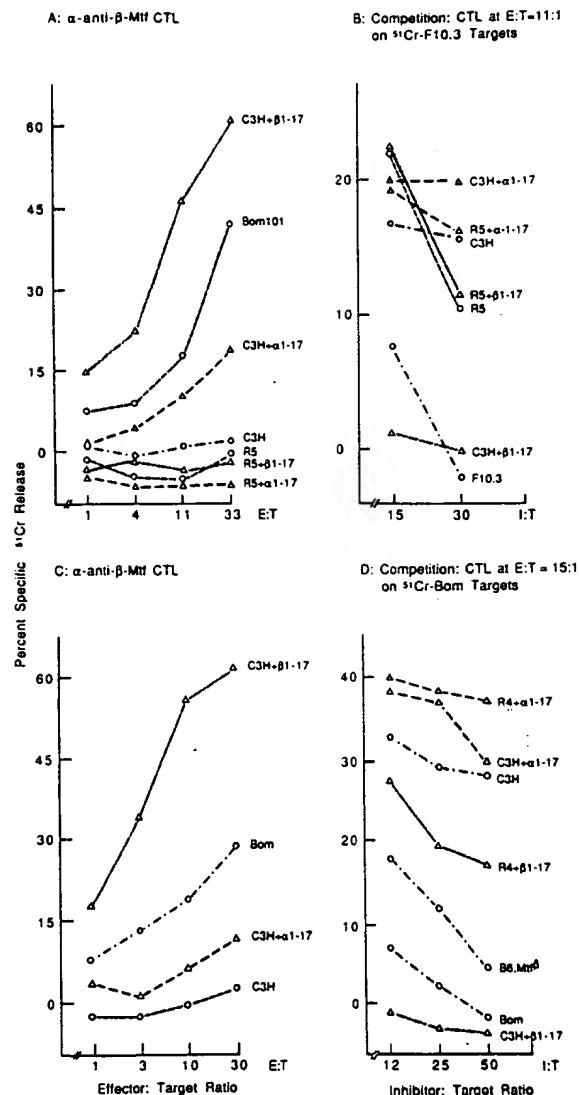 A: α-anti-β-Mtf CTL
B: Competition: CTL at E:T=11:1
on ⁵¹Cr-F10.3 Targets
Percent Specific ⁵¹Cr Release
60
45
30
15
0
C3H+β1-17
Bom101
C3H+α1-17
C3H
R5
R5+β1-17
R5+α1-17
1 4 11 33 E:T
20
10
0
C3H+α1-17
R5+α-1-17
C3H
R5+β1-17
R5
C3H+β1-17
F10.3
15 30 I:T
C: α-anti-β-Mtf CTL
D: Competition: CTL at E:T = 15:1
on ⁵¹Cr-Bom Targets
60
45
30
15
0
C3H+β1-17
Bom
C3H+α1-17
C3H
1 3 10 30 E:T
Effector: Target Ratio
40
30
20
10
0
R4+α1-17
C3H+α1-17
C3H
R4+β1-17
B6.Mtfᵝ
Bom
C3H+β1-17
12 25 50 I:T
Inhibitor: Target Ratio